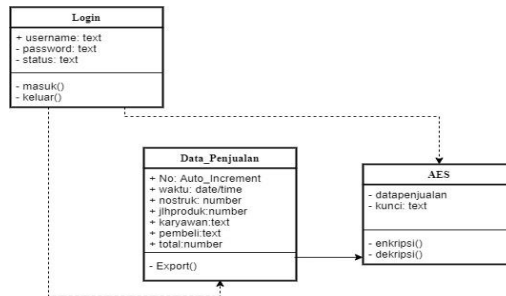 Login
+ username: text
- password: text
- status: text
- masuk()
- keluar()
Data_Penjualan
+ No: Auto_Increment
+ waktu: date/time
+ nostruk: number
+ jlhproduk:number
+ karyawan:text
+ pembeli:text
+ total:number
- Export()
AES
- datapenjualan
- kunci: text
- enkripsi()
- dekripsi()